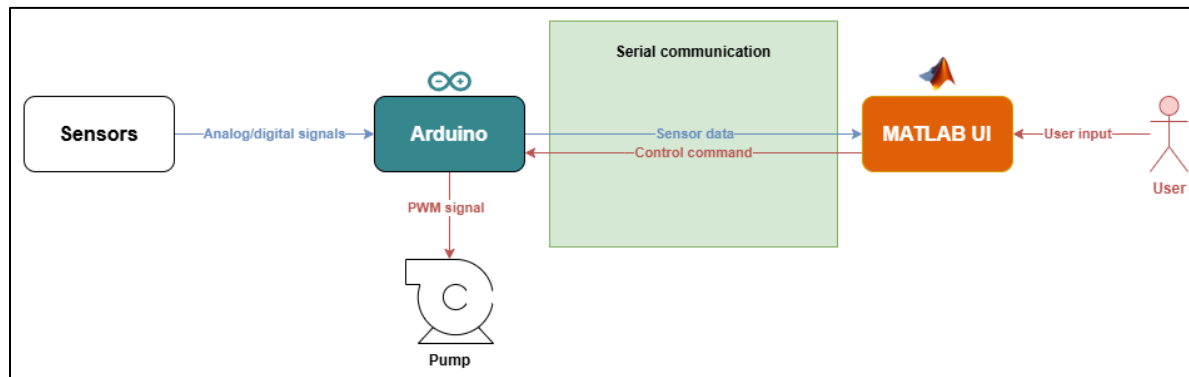 Serial communication
Sensors
Analog/digital signals
Arduino
Sensor data
Control command
MATLAB UI
User input
User
PWM signal
Pump